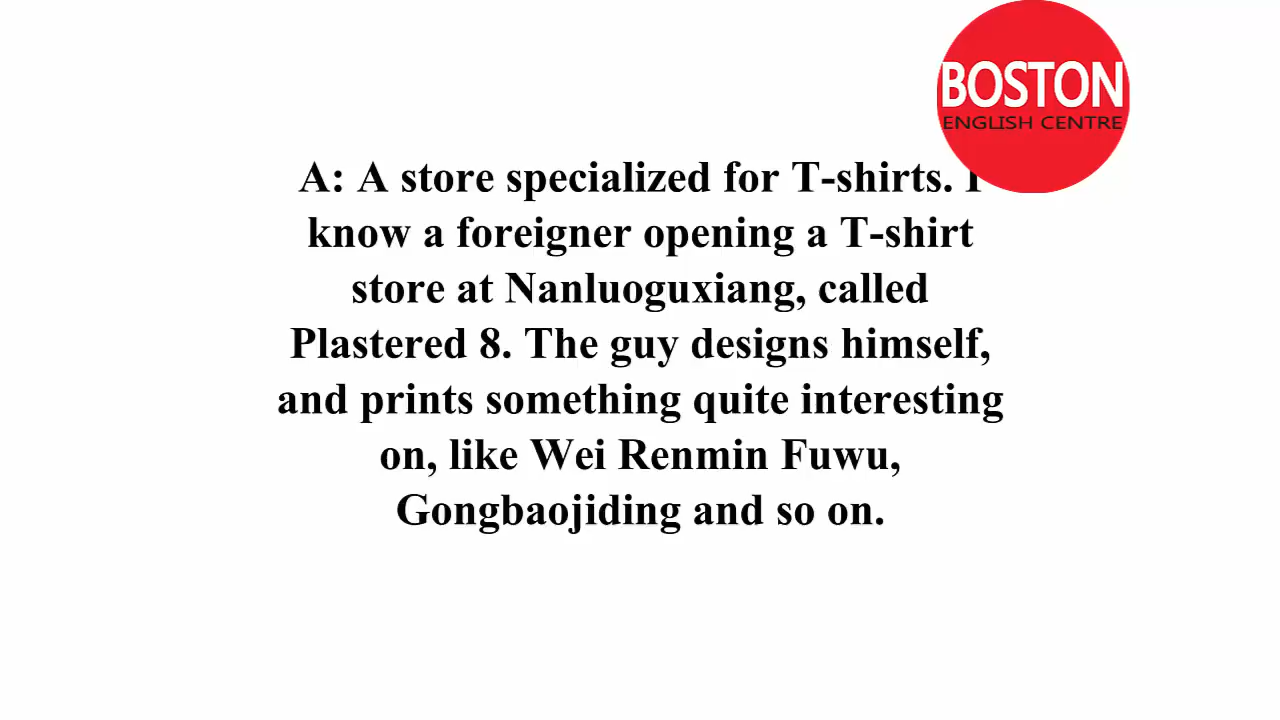 BOSTON
ENGLISH CENTRE
A: A store specialized for T-shirts. I
know a foreigner opening a T-shirt
store at Nanluoguxiang, called
Plastered 8. The guy designs himself,
and prints something quite interesting
on, like Wei Renmin Fuwu,
Gongbaojiding and so on.